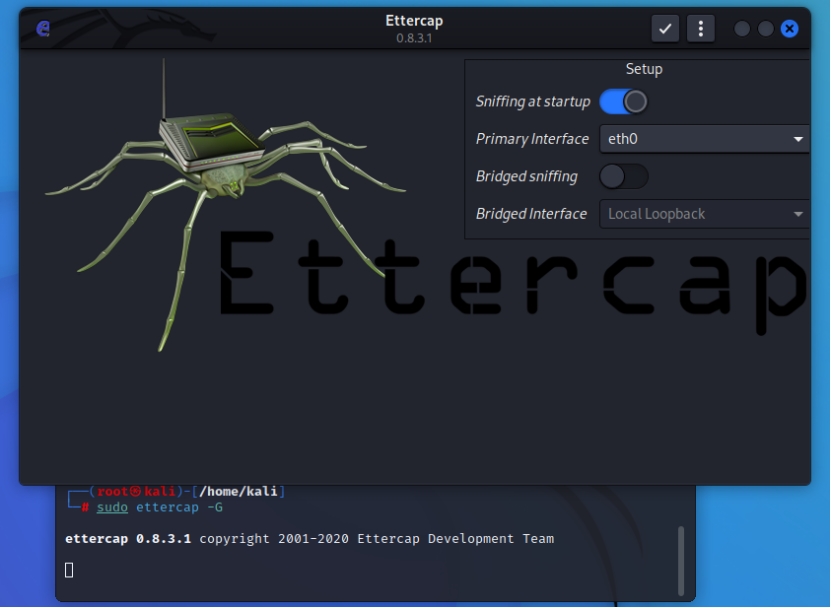 Ettercap
0.8.3.1
Setup
Sniffing at startup
Primary Interface eth0
Bridged sniffing
Bridged Interface Local Loopback
Ettercap
(root㉿kali)-[/home/kali]
# sudo ettercap -G
ettercap 0.8.3.1 copyright 2001-2020 Ettercap Development Team